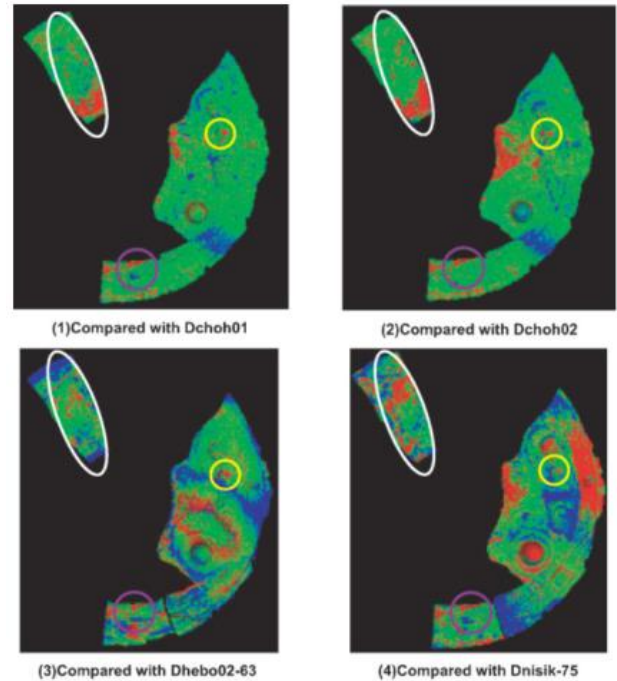 (1)Compared with Dchoh01
(2)Compared with Dchoh02
(3)Compared with Dhebo02-63
(4)Compared with Dnisik-75